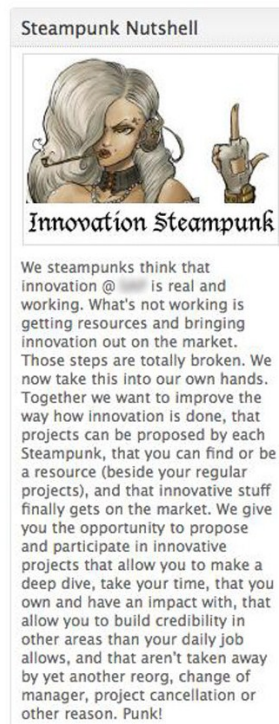 Steampunk Nutshell
Innovation Steampunk
We steampunks think that
innovation @ is real and
working. What's not working is
getting resources and bringing
innovation out on the market.
Those steps are totally broken. We
now take this into our own hands.
Together we want to improve the
way how innovation is done, that
projects can be proposed by each
Steampunk, that you can find or be
a resource (beside your regular
projects), and that innovative stuff
finally gets on the market. We give
you the opportunity to propose
and participate in innovative
projects that allow you to make a
deep dive, take your time, that you
own and have an impact with, that
allow you to build credibility in
other areas than your daily job
allows, and that aren't taken away
by yet another reorg, change of
manager, project cancellation or
other reason. Punk!